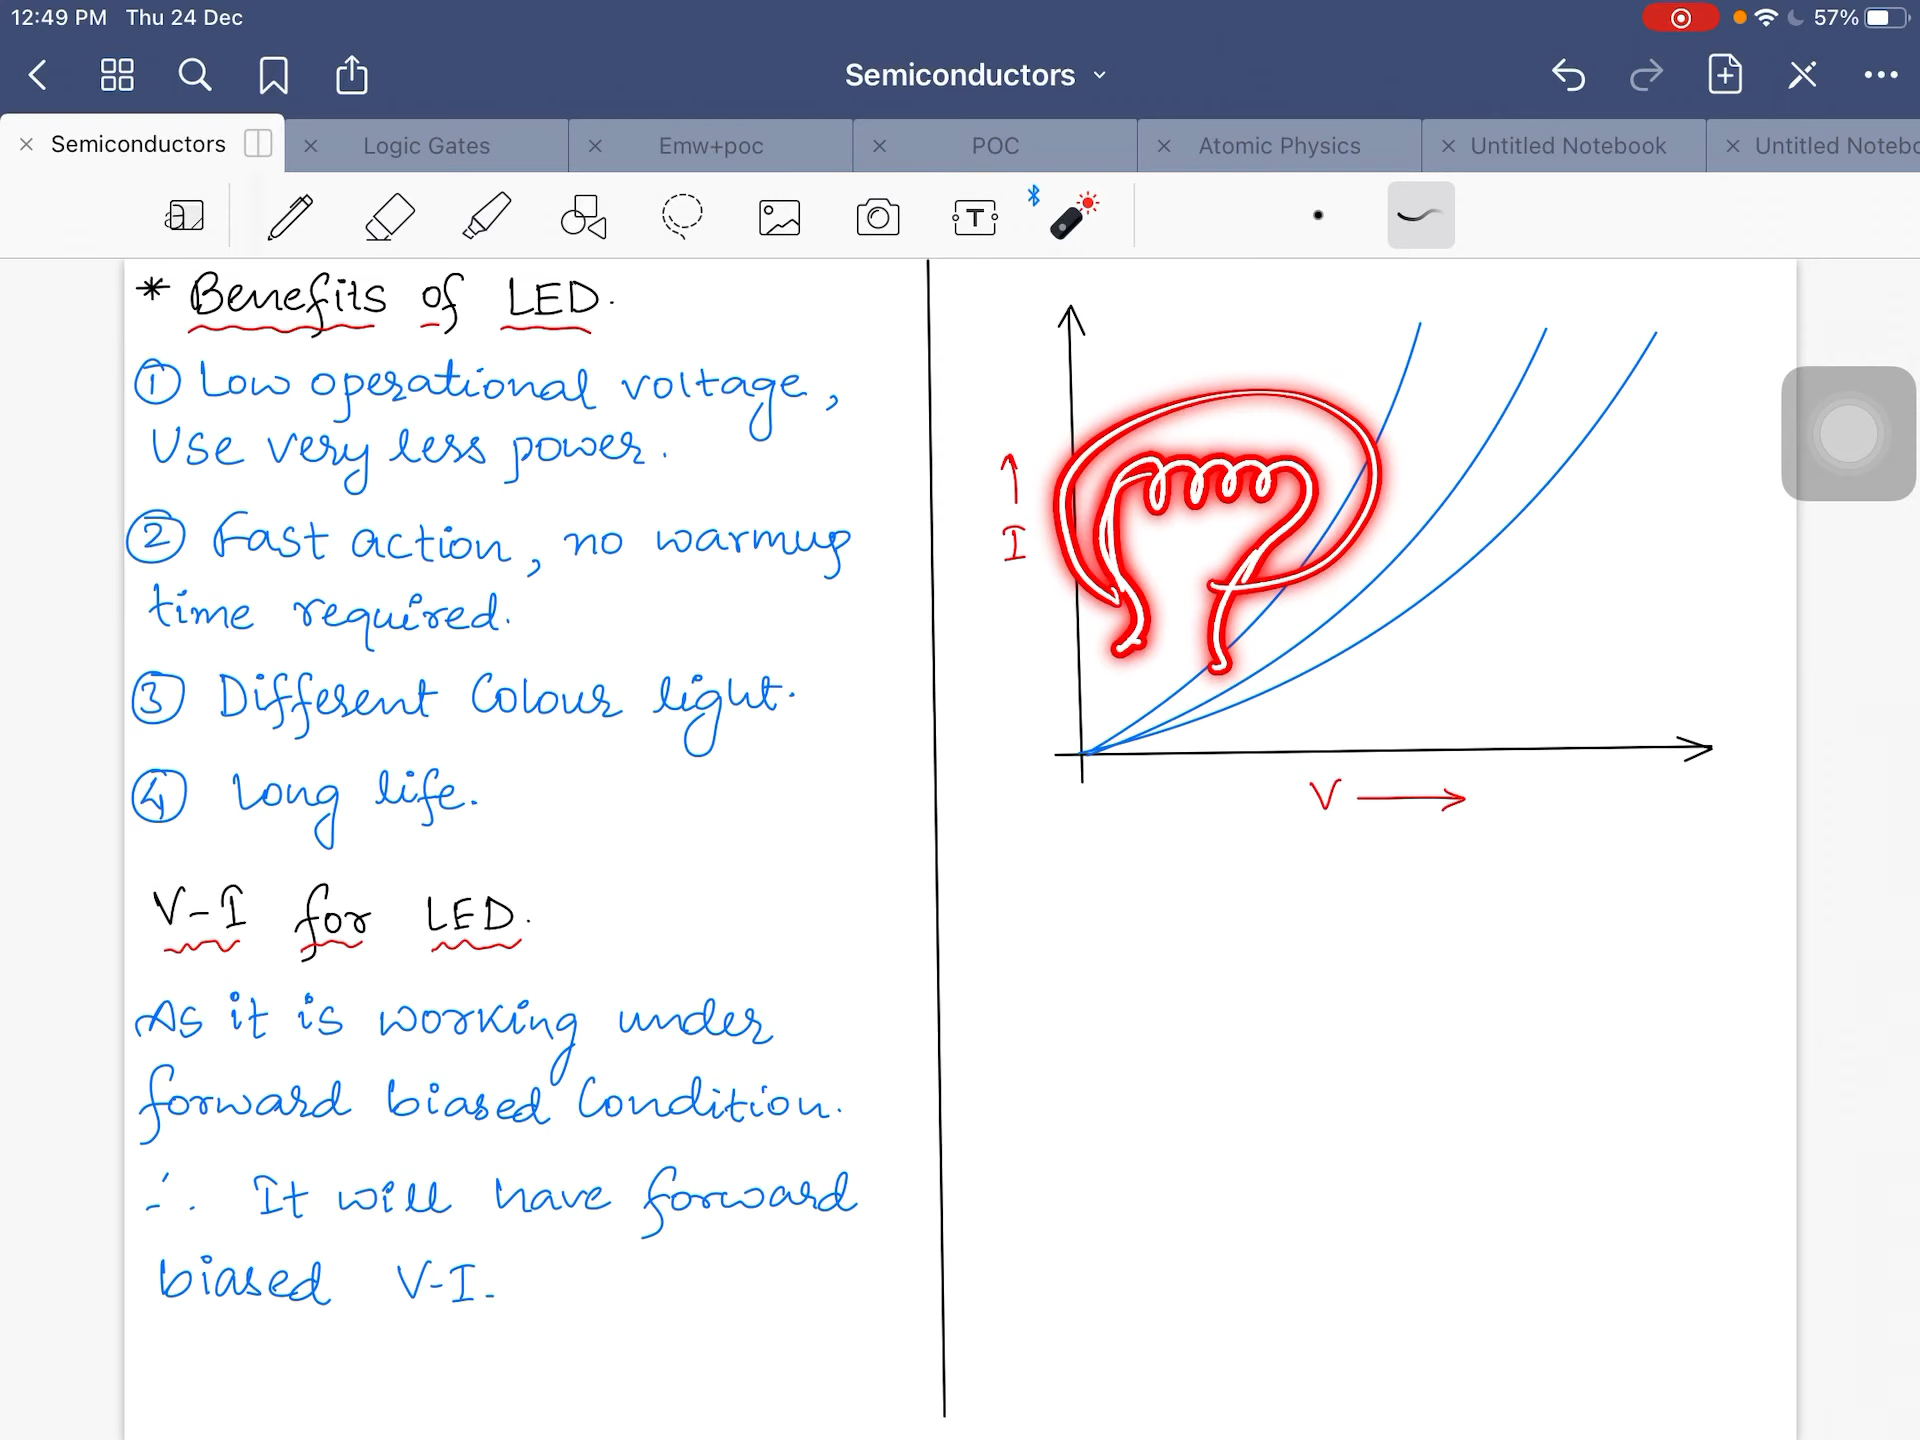 12:49 PM Thu 24 Dec
57%
Semiconductors
Semiconductors
Logic Gates
Emw+poc
POC
Atomic Physics
Untitled Notebook
Untitled Notebo
* Benefits of LED.
① Low operational voltage,
Use very less power.
② Fast action, no warmup
time required.
③ Different Colour light.
④ Long life.
V-I for LED.
As it is working under
forward biased Condition.
∴ It will have forward
biased V-I.
↑
I
V →